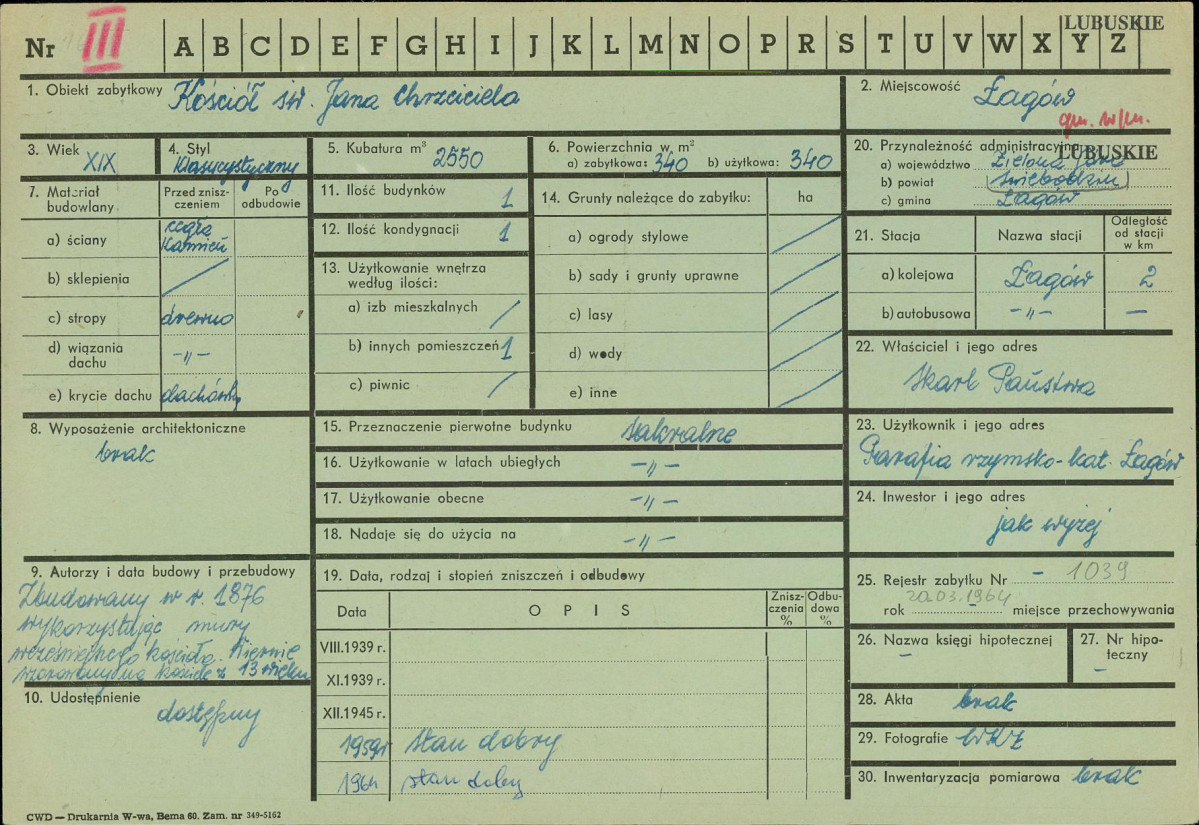 LUBUSKIE
Nr III A B C D E F G H I J K L M N O P R S T U V W X Y Z
1. Obiekt zabytkowy Kościół św. Jana Chrzciciela
2. Miejscowość Łagów
gm. w/m.
3. Wiek XIX
4. Styl
klasycystyczny
5. Kubatura m³ 2550
6. Powierzchnia w m²
a) zabytkowa: 340 b) użytkowa: 340
20. Przynależność administracyjna
LUBUSKIE
a) województwo Zielona Góra
b) powiat Świebodzin
c) gmina Łagów
7. Materiał budowlany
Przed zniszczeniem
Po odbudowie
a) ściany cegła
kamień
b) sklepienia /
c) stropy drewno
d) wiązania dachu -„-
e) krycie dachu dachówka
11. Ilość budynków 1
12. Ilość kondygnacji 1
13. Użytkowanie wnętrza
według ilości:
a) izb mieszkalnych /
b) innych pomieszczeń 1
c) piwnic /
14. Grunty należące do zabytku: ha
a) ogrody stylowe /
b) sady i grunty uprawne /
c) lasy /
d) wody /
e) inne /
21. Stacja Nazwa stacji
Odległość
od stacji
w km
a) kolejowa Łagów 2
b) autobusowa -„- —
22. Właściciel i jego adres
Skarb Państwa
8. Wyposażenie architektoniczne
brak
15. Przeznaczenie pierwotne budynku sakralne
16. Użytkowanie w latach ubiegłych -„-
17. Użytkowanie obecne -„-
18. Nadaje się do użycia na -„-
23. Użytkownik i jego adres
Parafia rzymsko-kat. Łagów
24. Inwestor i jego adres
jak wyżej
9. Autorzy i data budowy i przebudowy
Zbudowany w r. 1876
wykorzystując mury
wcześniejszego kościoła. Wiernie
wzorowany na kościele z 13 wieku
10. Udostępnienie
dostępny
19. Data, rodzaj i stopień zniszczeń i odbudowy
Data OPIS
Zniszczenia %
Odbudowa %
VIII.1939 r.
XI.1939 r.
XII.1945 r.
1959r stan dobry
1964 stan dobry
25. Rejestr zabytku Nr - 1039
rok 20.03.1964 miejsce przechowywania
26. Nazwa księgi hipotecznej
—
27. Nr hipoteczny
—
28. Akta brak
29. Fotografie WKZ
30. Inwentaryzacja pomiarowa brak
CWD — Drukarnia W-wa, Bema 60. Zam. nr 349-5162